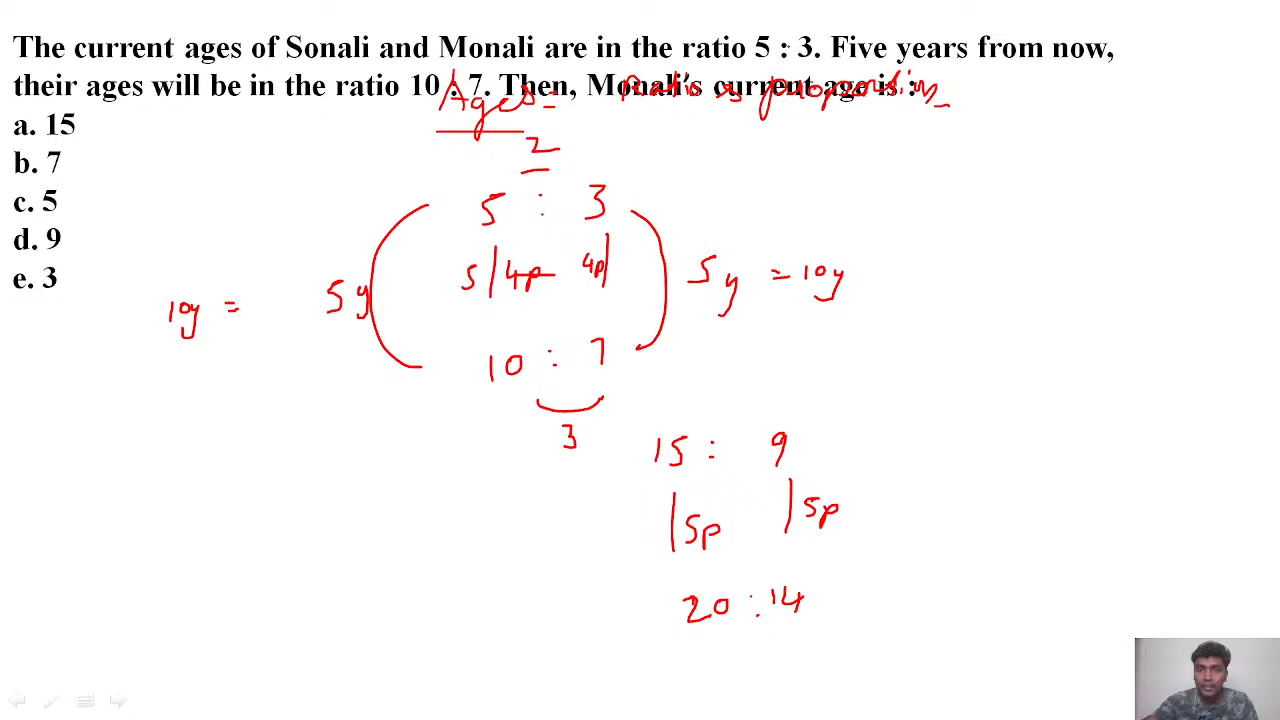 The current ages of Sonali and Monali are in the ratio 5 : 3. Five years from now,
their ages will be in the ratio 10 : 7. Then, Monali's current age is :
Ages = Ratio & proportion
a. 15
b. 7
c. 5
d. 9
e. 3
2
5 : 3
5 | 4p 4p |
5y = 10y
10y = 5y
10 : 7
3
15 : 9
| 5p | 5p
20 : 14